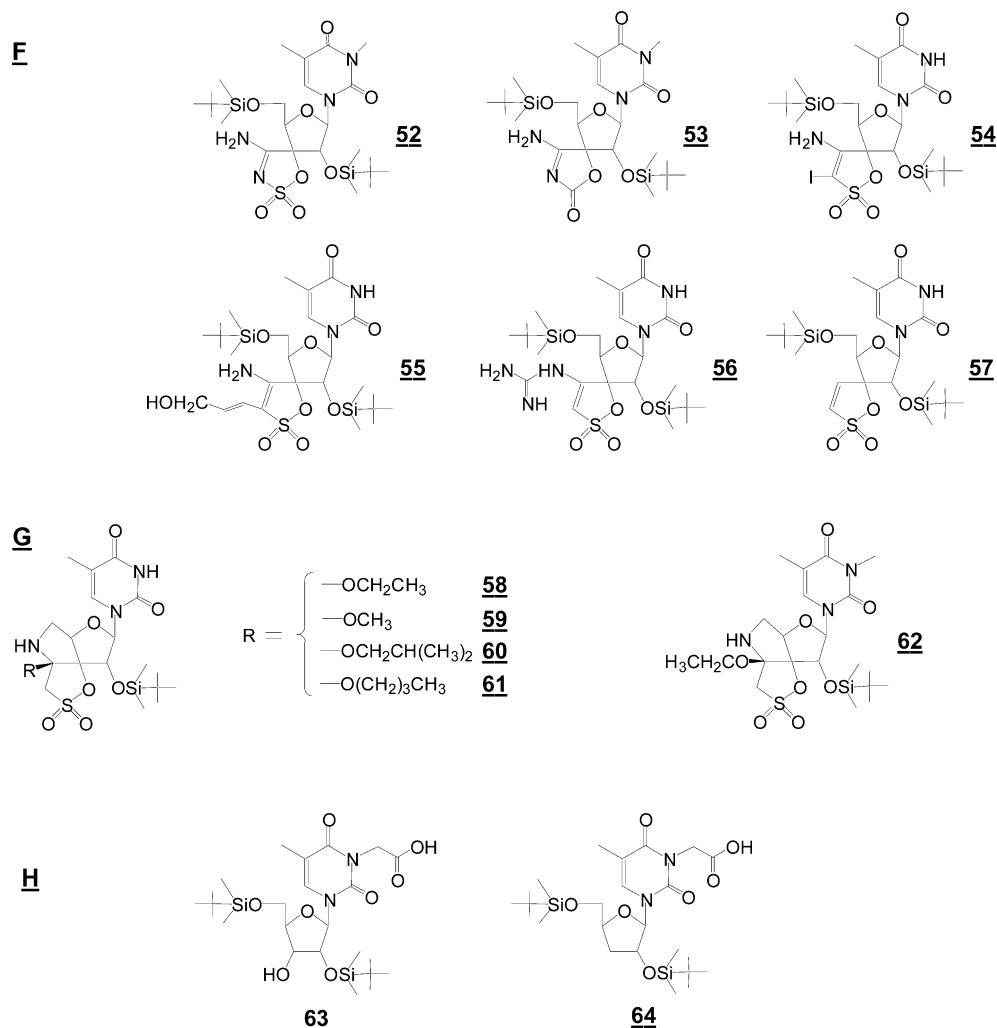 F
O
N
N
O
SiO
O
H2N
52
N
O
S
O
O
OSi
O
N
N
O
SiO
O
H2N
53
N
O
O
OSi
O
NH
N
O
SiO
O
H2N
54
I
O
S
O
O
OSi
O
NH
N
O
SiO
O
H2N
55
HOH2C
O
S
O
O
OSi
O
NH
N
O
SiO
O
H2N
HN
NH
56
O
S
O
O
OSi
O
NH
N
O
SiO
O
57
O
S
O
O
OSi
G
O
NH
N
O
O
HN
R
O
S
O
O
OSi
R =
OCH2CH3 58
OCH3 59
OCH2CH(CH3)2 60
O(CH2)3CH3 61
O
N
N
O
O
HN
H3CH2CO
62
O
S
O
O
OSi
H
O
N
OH
O
N
O
SiO
O
HO
OSi
63
O
N
OH
O
N
O
SiO
O
OSi
64